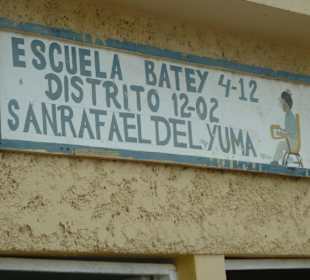 ESCUELA BATEY 4-12
DISTRITO 12-02
SANRAFAEL DEL YUMA